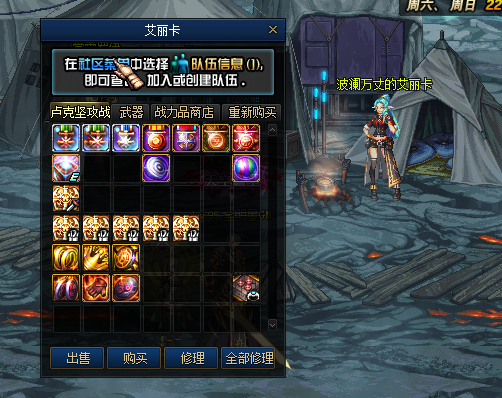 周六、周日 22
艾丽卡
在社区菜单中选择 队伍信息(I),
即可查 加入或创建队伍.
波澜万丈的艾丽卡
卢克坚攻战 武器 战力品商店 重新购买
出售 购买 修理 全部修理